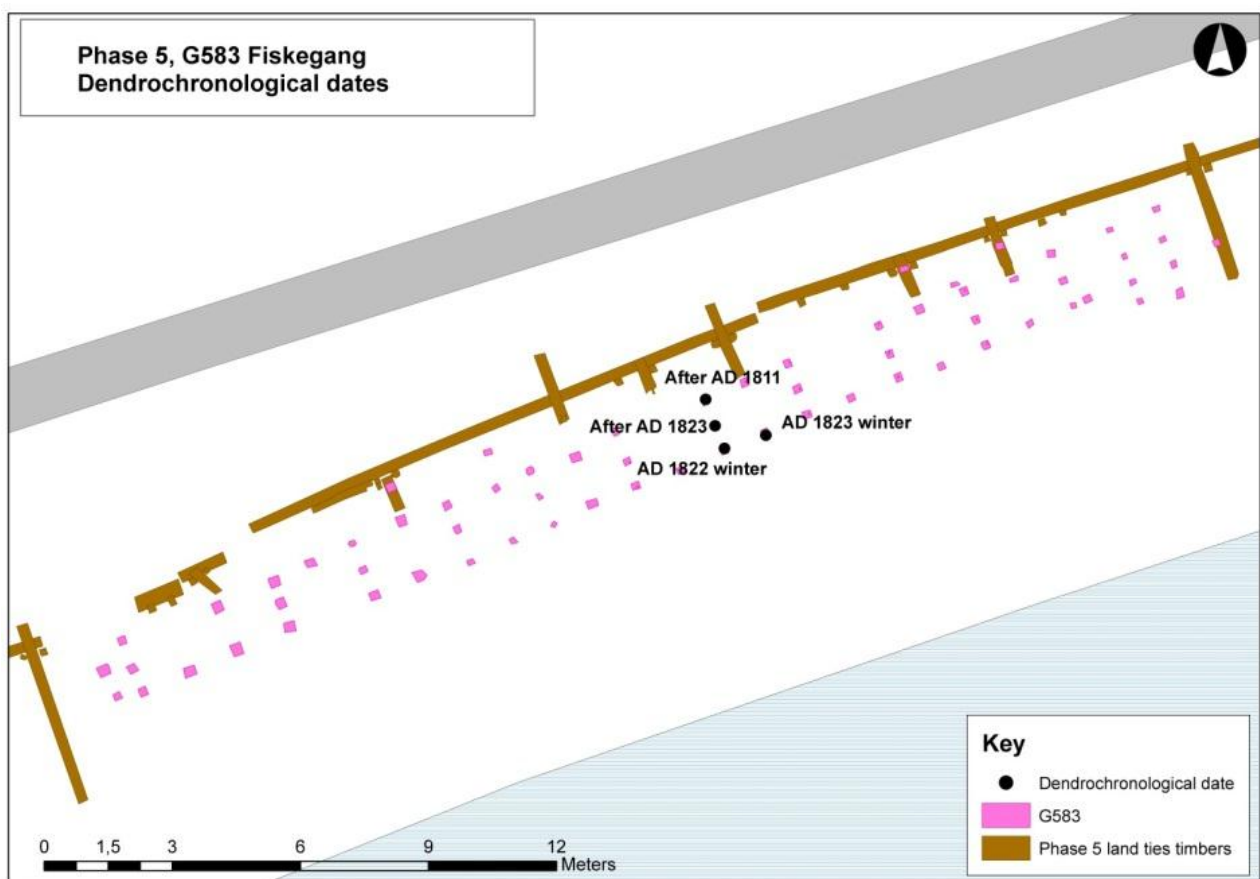 Phase 5, G583 Fiskegang
Dendrochronological dates
After AD 1811
After AD 1823
AD 1823 winter
AD 1822 winter
Key
Dendrochronological date
G583
Phase 5 land ties timbers
0 1,5 3 6 9 12
Meters